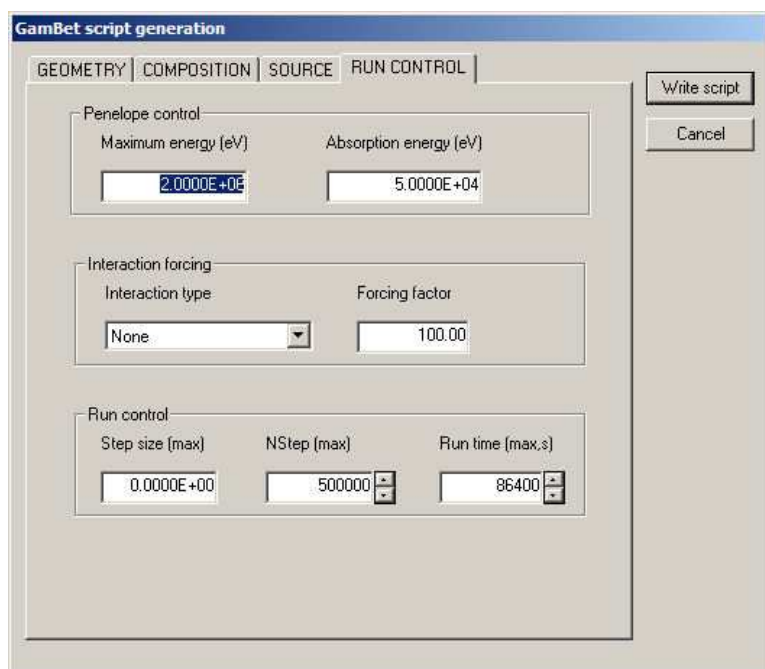 GamBet script generation
GEOMETRY COMPOSITION SOURCE RUN CONTROL
Write script
Cancel
Penelope control
Maximum energy (eV) Absorption energy (eV)
2.0000E+06 5.0000E+04
Interaction forcing
Interaction type Forcing factor
None 100.00
Run control
Step size (max) NStep (max) Run time (max,s)
0.0000E+00 500000 86400